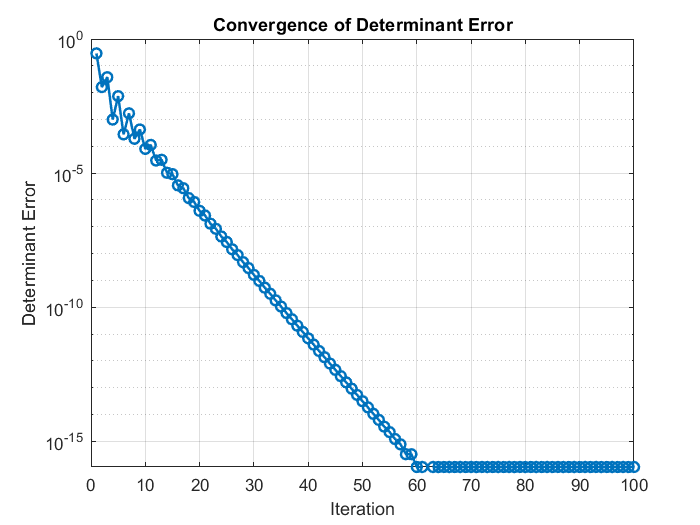 Convergence of Determinant Error
10^0
10^-5
10^-10
10^-15
Determinant Error
0 10 20 30 40 50 60 70 80 90 100
Iteration